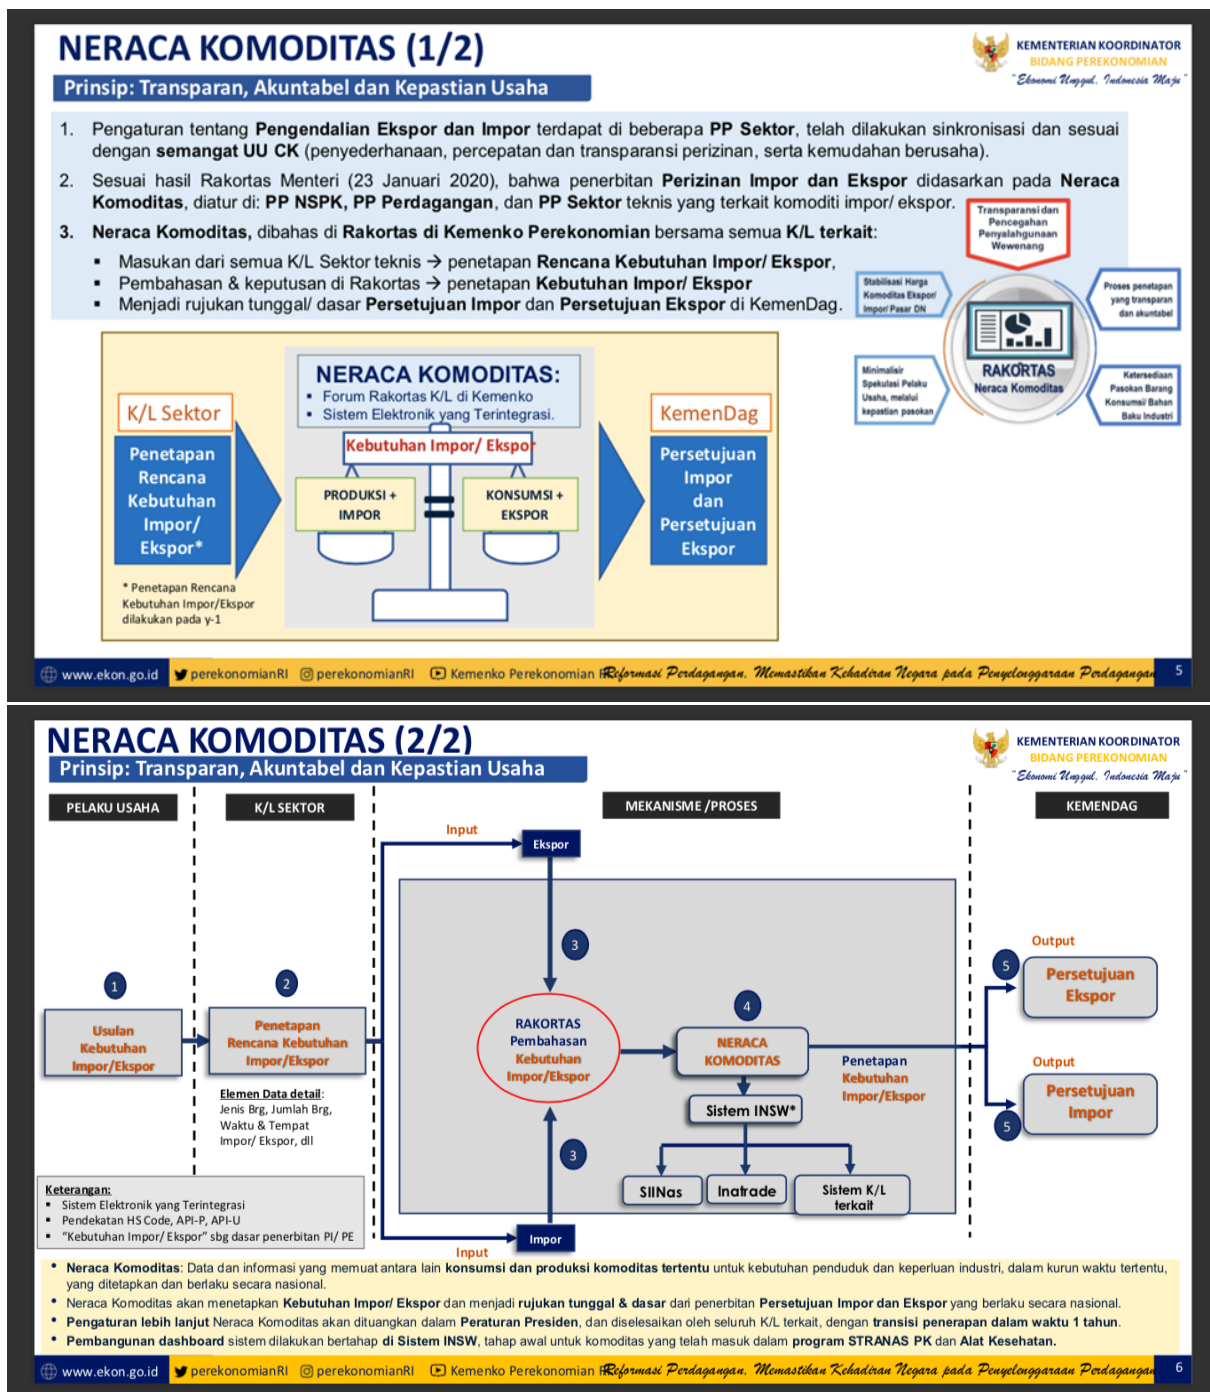 NERACA KOMODITAS (1/2)
Prinsip: Transparan, Akuntabel dan Kepastian Usaha
KEMENTERIAN KOORDINATOR
BIDANG PEREKONOMIAN
"Ekonomi Unggul, Indonesia Maju"
1. Pengaturan tentang Pengendalian Ekspor dan Impor terdapat di beberapa PP Sektor, telah dilakukan sinkronisasi dan sesuai
dengan semangat UU CK (penyederhanaan, percepatan dan transparansi perizinan, serta kemudahan berusaha).
2. Sesuai hasil Rakortas Menteri (23 Januari 2020), bahwa penerbitan Perizinan Impor dan Ekspor didasarkan pada Neraca
Komoditas, diatur di: PP NSPK, PP Perdagangan, dan PP Sektor teknis yang terkait komoditi impor/ ekspor.
3. Neraca Komoditas, dibahas di Rakortas di Kemenko Perekonomian bersama semua K/L terkait:
▪ Masukan dari semua K/L Sektor teknis → penetapan Rencana Kebutuhan Impor/ Ekspor,
▪ Pembahasan & keputusan di Rakortas → penetapan Kebutuhan Impor/ Ekspor
▪ Menjadi rujukan tunggal/ dasar Persetujuan Impor dan Persetujuan Ekspor di KemenDag.
Transparansi dan
Pencegahan
Penyalahgunaan
Wewenang
Stabilisasi Harga
Komoditas Ekspor/
Impor/ Pasar DN
Proses penetapan
yang transparan
dan akuntabel
RAKORTAS
Neraca Komoditas
Minimalisir
Spekulasi Pelaku
Usaha, melalui
kepastian pasokan
Ketersediaan
Pasokan Barang
Konsumsi/ Bahan
Baku Industri
K/L Sektor
Penetapan
Rencana
Kebutuhan
Impor/
Ekspor*
* Penetapan Rencana
Kebutuhan Impor/Ekspor
dilakukan pada y-1
NERACA KOMODITAS:
▪ Forum Rakortas K/L di Kemenko
▪ Sistem Elektronik yang Terintegrasi.
Kebutuhan Impor/ Ekspor
PRODUKSI +
IMPOR
KONSUMSI +
EKSPOR
KemenDag
Persetujuan
Impor
dan
Persetujuan
Ekspor
www.ekon.go.id perekonomianRI perekonomianRI Kemenko Perekonomian R Reformasi Perdagangan, Memastikan Kehadiran Negara pada Penyelenggaraan Perdagangan 5
NERACA KOMODITAS (2/2)
Prinsip: Transparan, Akuntabel dan Kepastian Usaha
KEMENTERIAN KOORDINATOR
BIDANG PEREKONOMIAN
"Ekonomi Unggul, Indonesia Maju"
PELAKU USAHA
K/L SEKTOR
MEKANISME /PROSES
KEMENDAG
1
Usulan
Kebutuhan
Impor/Ekspor
2
Penetapan
Rencana Kebutuhan
Impor/Ekspor
Elemen Data detail:
Jenis Brg, Jumlah Brg,
Waktu & Tempat
Impor/ Ekspor, dll
Input
Ekspor
3
RAKORTAS
Pembahasan
Kebutuhan
Impor/Ekspor
3
Input
Impor
4
NERACA
KOMODITAS
Penetapan
Kebutuhan
Impor/Ekspor
Sistem INSW*
SIINas
Inatrade
Sistem K/L
terkait
Output
5
Persetujuan
Ekspor
Output
5
Persetujuan
Impor
Keterangan:
▪ Sistem Elektronik yang Terintegrasi
▪ Pendekatan HS Code, API-P, API-U
▪ “Kebutuhan Impor/ Ekspor” sbg dasar penerbitan PI/ PE
• Neraca Komoditas: Data dan informasi yang memuat antara lain konsumsi dan produksi komoditas tertentu untuk kebutuhan penduduk dan keperluan industri, dalam kurun waktu tertentu,
yang ditetapkan dan berlaku secara nasional.
• Neraca Komoditas akan menetapkan Kebutuhan Impor/ Ekspor dan menjadi rujukan tunggal & dasar dari penerbitan Persetujuan Impor dan Ekspor yang berlaku secara nasional.
• Pengaturan lebih lanjut Neraca Komoditas akan dituangkan dalam Peraturan Presiden, dan diselesaikan oleh seluruh K/L terkait, dengan transisi penerapan dalam waktu 1 tahun.
• Pembangunan dashboard sistem dilakukan bertahap di Sistem INSW, tahap awal untuk komoditas yang telah masuk dalam program STRANAS PK dan Alat Kesehatan.
www.ekon.go.id perekonomianRI perekonomianRI Kemenko Perekonomian R Reformasi Perdagangan, Memastikan Kehadiran Negara pada Penyelenggaraan Perdagangan 6